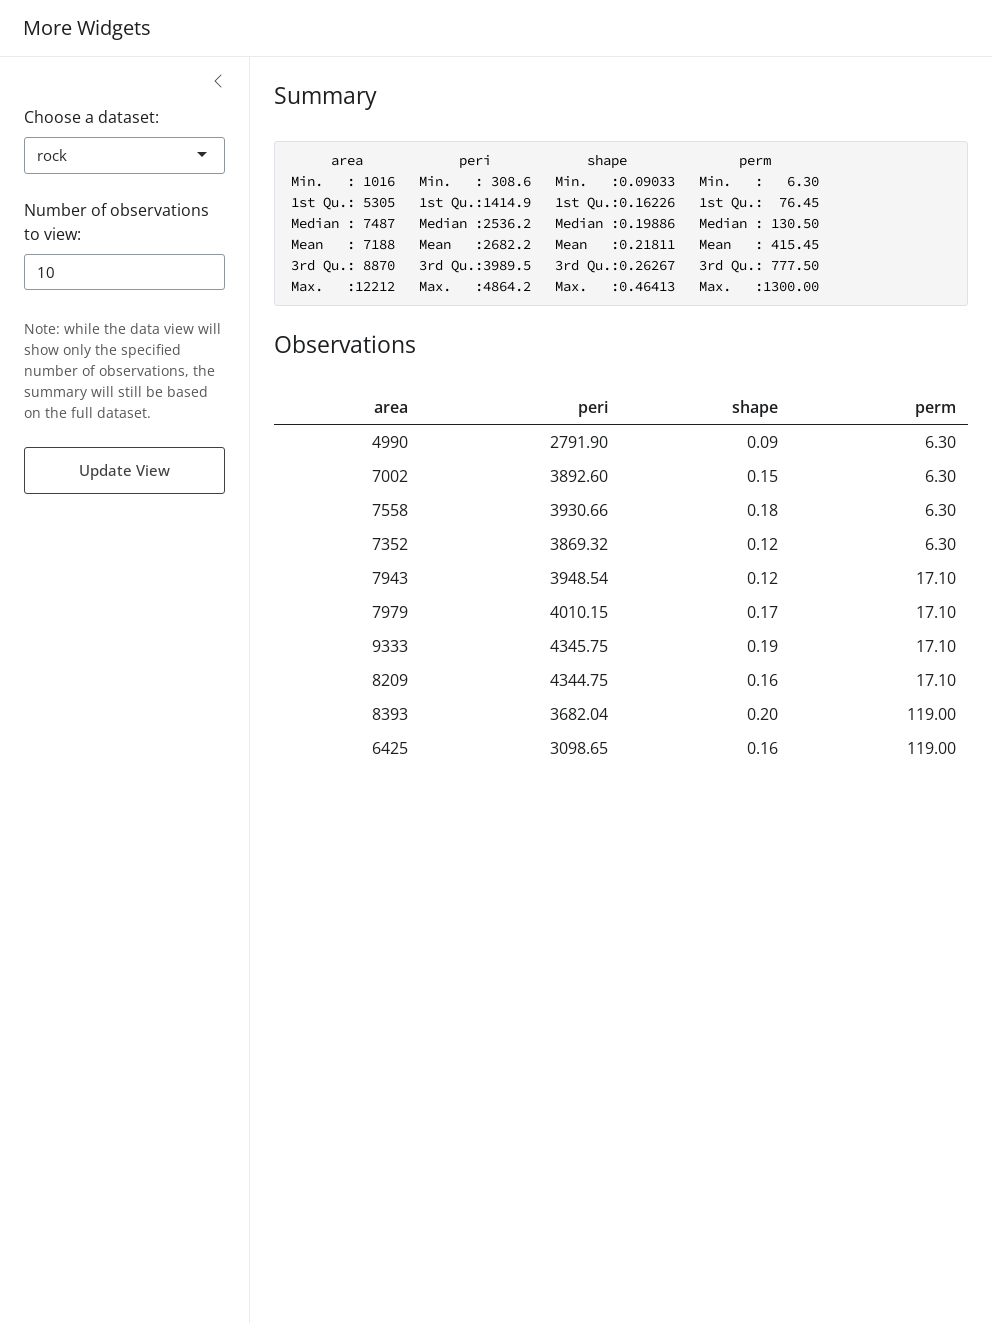 More Widgets
Choose a dataset:
rock
Number of observations
to view:
10
Note: while the data view will
show only the specified
number of observations, the
summary will still be based
on the full dataset.
Update View
Summary
     area            peri            shape              perm
Min.   : 1016   Min.   : 308.6   Min.   :0.09033   Min.   :   6.30
1st Qu.: 5305   1st Qu.:1414.9   1st Qu.:0.16226   1st Qu.:  76.45
Median : 7487   Median :2536.2   Median :0.19886   Median : 130.50
Mean   : 7188   Mean   :2682.2   Mean   :0.21811   Mean   : 415.45
3rd Qu.: 8870   3rd Qu.:3989.5   3rd Qu.:0.26267   3rd Qu.: 777.50
Max.   :12212   Max.   :4864.2   Max.   :0.46413   Max.   :1300.00
Observations
area peri shape perm
4990 2791.90 0.09 6.30
7002 3892.60 0.15 6.30
7558 3930.66 0.18 6.30
7352 3869.32 0.12 6.30
7943 3948.54 0.12 17.10
7979 4010.15 0.17 17.10
9333 4345.75 0.19 17.10
8209 4344.75 0.16 17.10
8393 3682.04 0.20 119.00
6425 3098.65 0.16 119.00